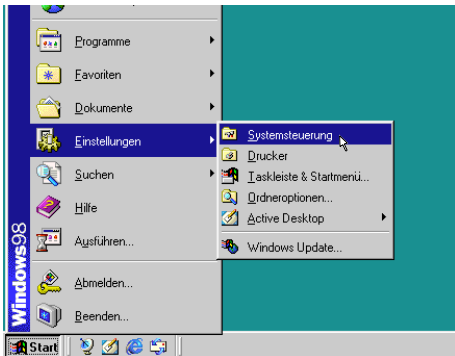 Programme
Favoriten
Dokumente
Einstellungen
Suchen
Hilfe
Ausführen...
Abmelden...
Beenden...
Systemsteuerung
Drucker
Taskleiste & Startmenü...
Ordneroptionen...
Active Desktop
Windows Update...
Windows98
Start